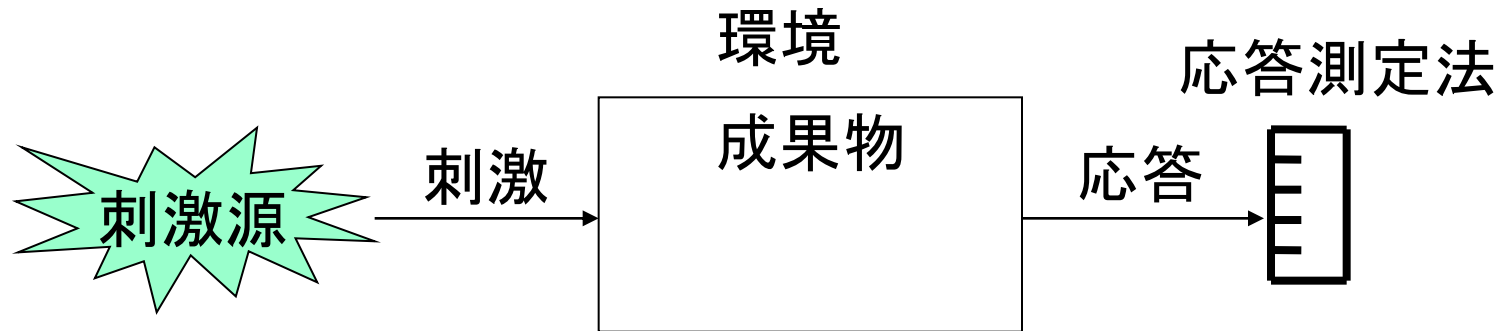 環境
応答測定法
成果物
刺激
応答
刺激源